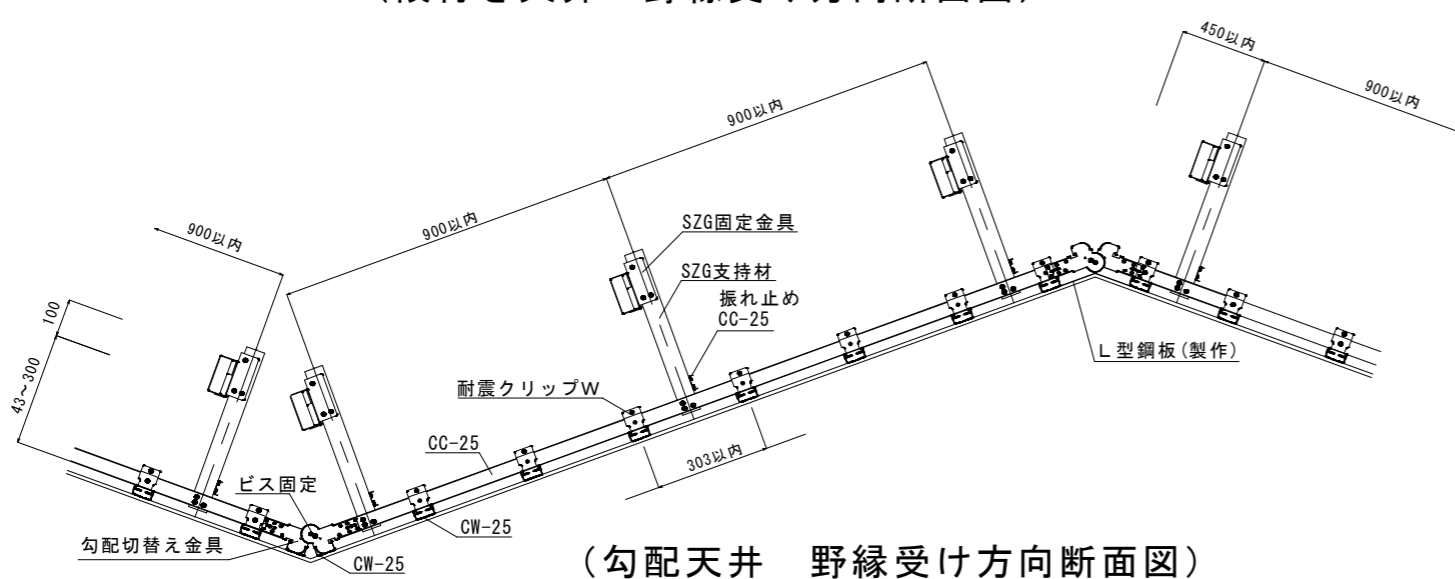 450以内
900以内
900以内
900以内
900以内
SZG固定金具
SZG支持材
振れ止め
CC-25
100
43~300
L型鋼板(製作)
耐震クリップW
CC-25
303以内
ビス固定
CW-25
勾配切替え金具
CW-25
(勾配天井 野縁受け方向断面図)